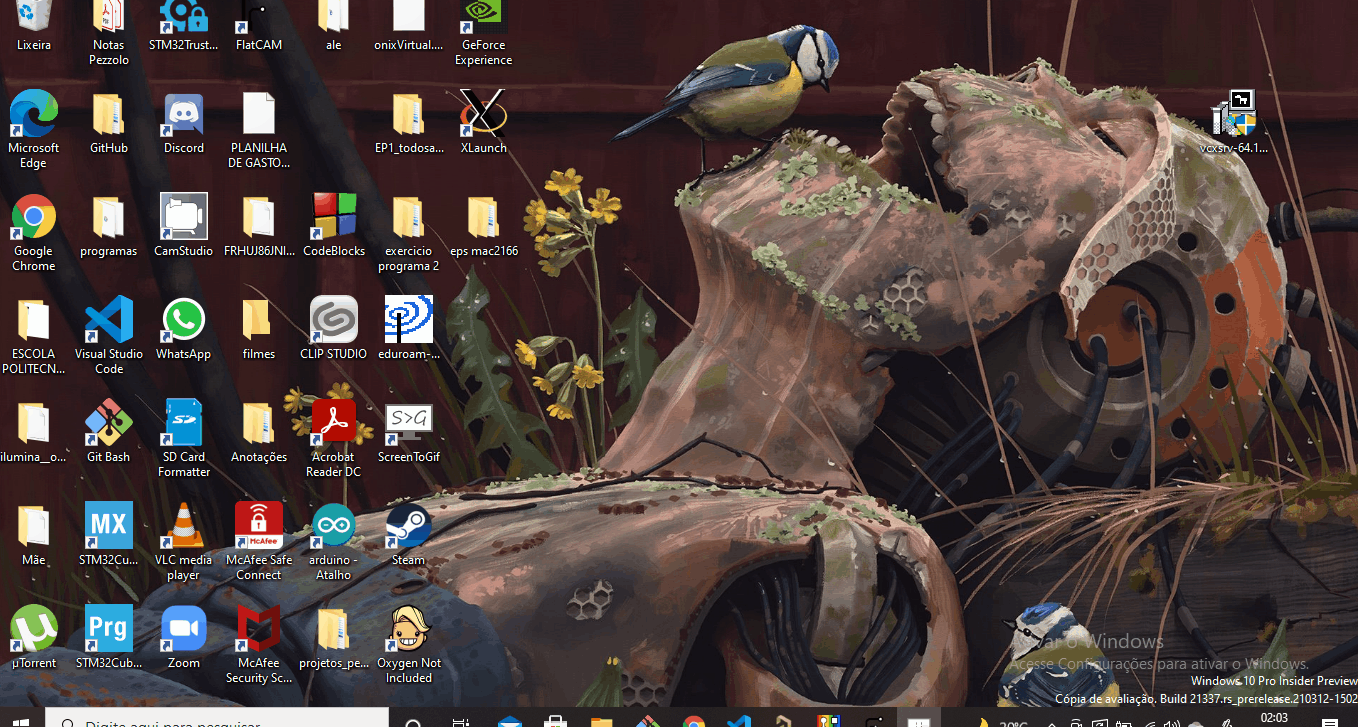 Lixeira
Notas
Pezzolo
STM32Trust...
FlatCAM
ale
onixVirtual....
GeForce
Experience
Microsoft
Edge
GitHub
Discord
PLANILHA
DE GASTO...
EP1_todosa...
XLaunch
vcxsrv-64.1...
Google
Chrome
programas
CamStudio
FRHUJ86JNI...
CodeBlocks
exercicio
programa 2
eps mac2166
ESCOLA
POLITECN...
Visual Studio
Code
WhatsApp
filmes
CLIP STUDIO
eduroam-...
ilumina__o...
Git Bash
SD Card
Formatter
Anotações
Acrobat
Reader DC
S>G
ScreenToGif
Mãe
MX
STM32Cu...
VLC media
player
McAfee
McAfee Safe
Connect
arduino -
Atalho
Steam
µTorrent
Prg
STM32Cub...
Zoom
McAfee
Security Sc...
projetos_pe...
Oxygen Not
Included
var o Windows
Acesse Configurações para ativar o Windows.
Windows 10 Pro Insider Preview
Cópia de avaliação. Build 21337.rs_prerelease.210312-1502
Digite aqui para pesquisar
20°C
02:03